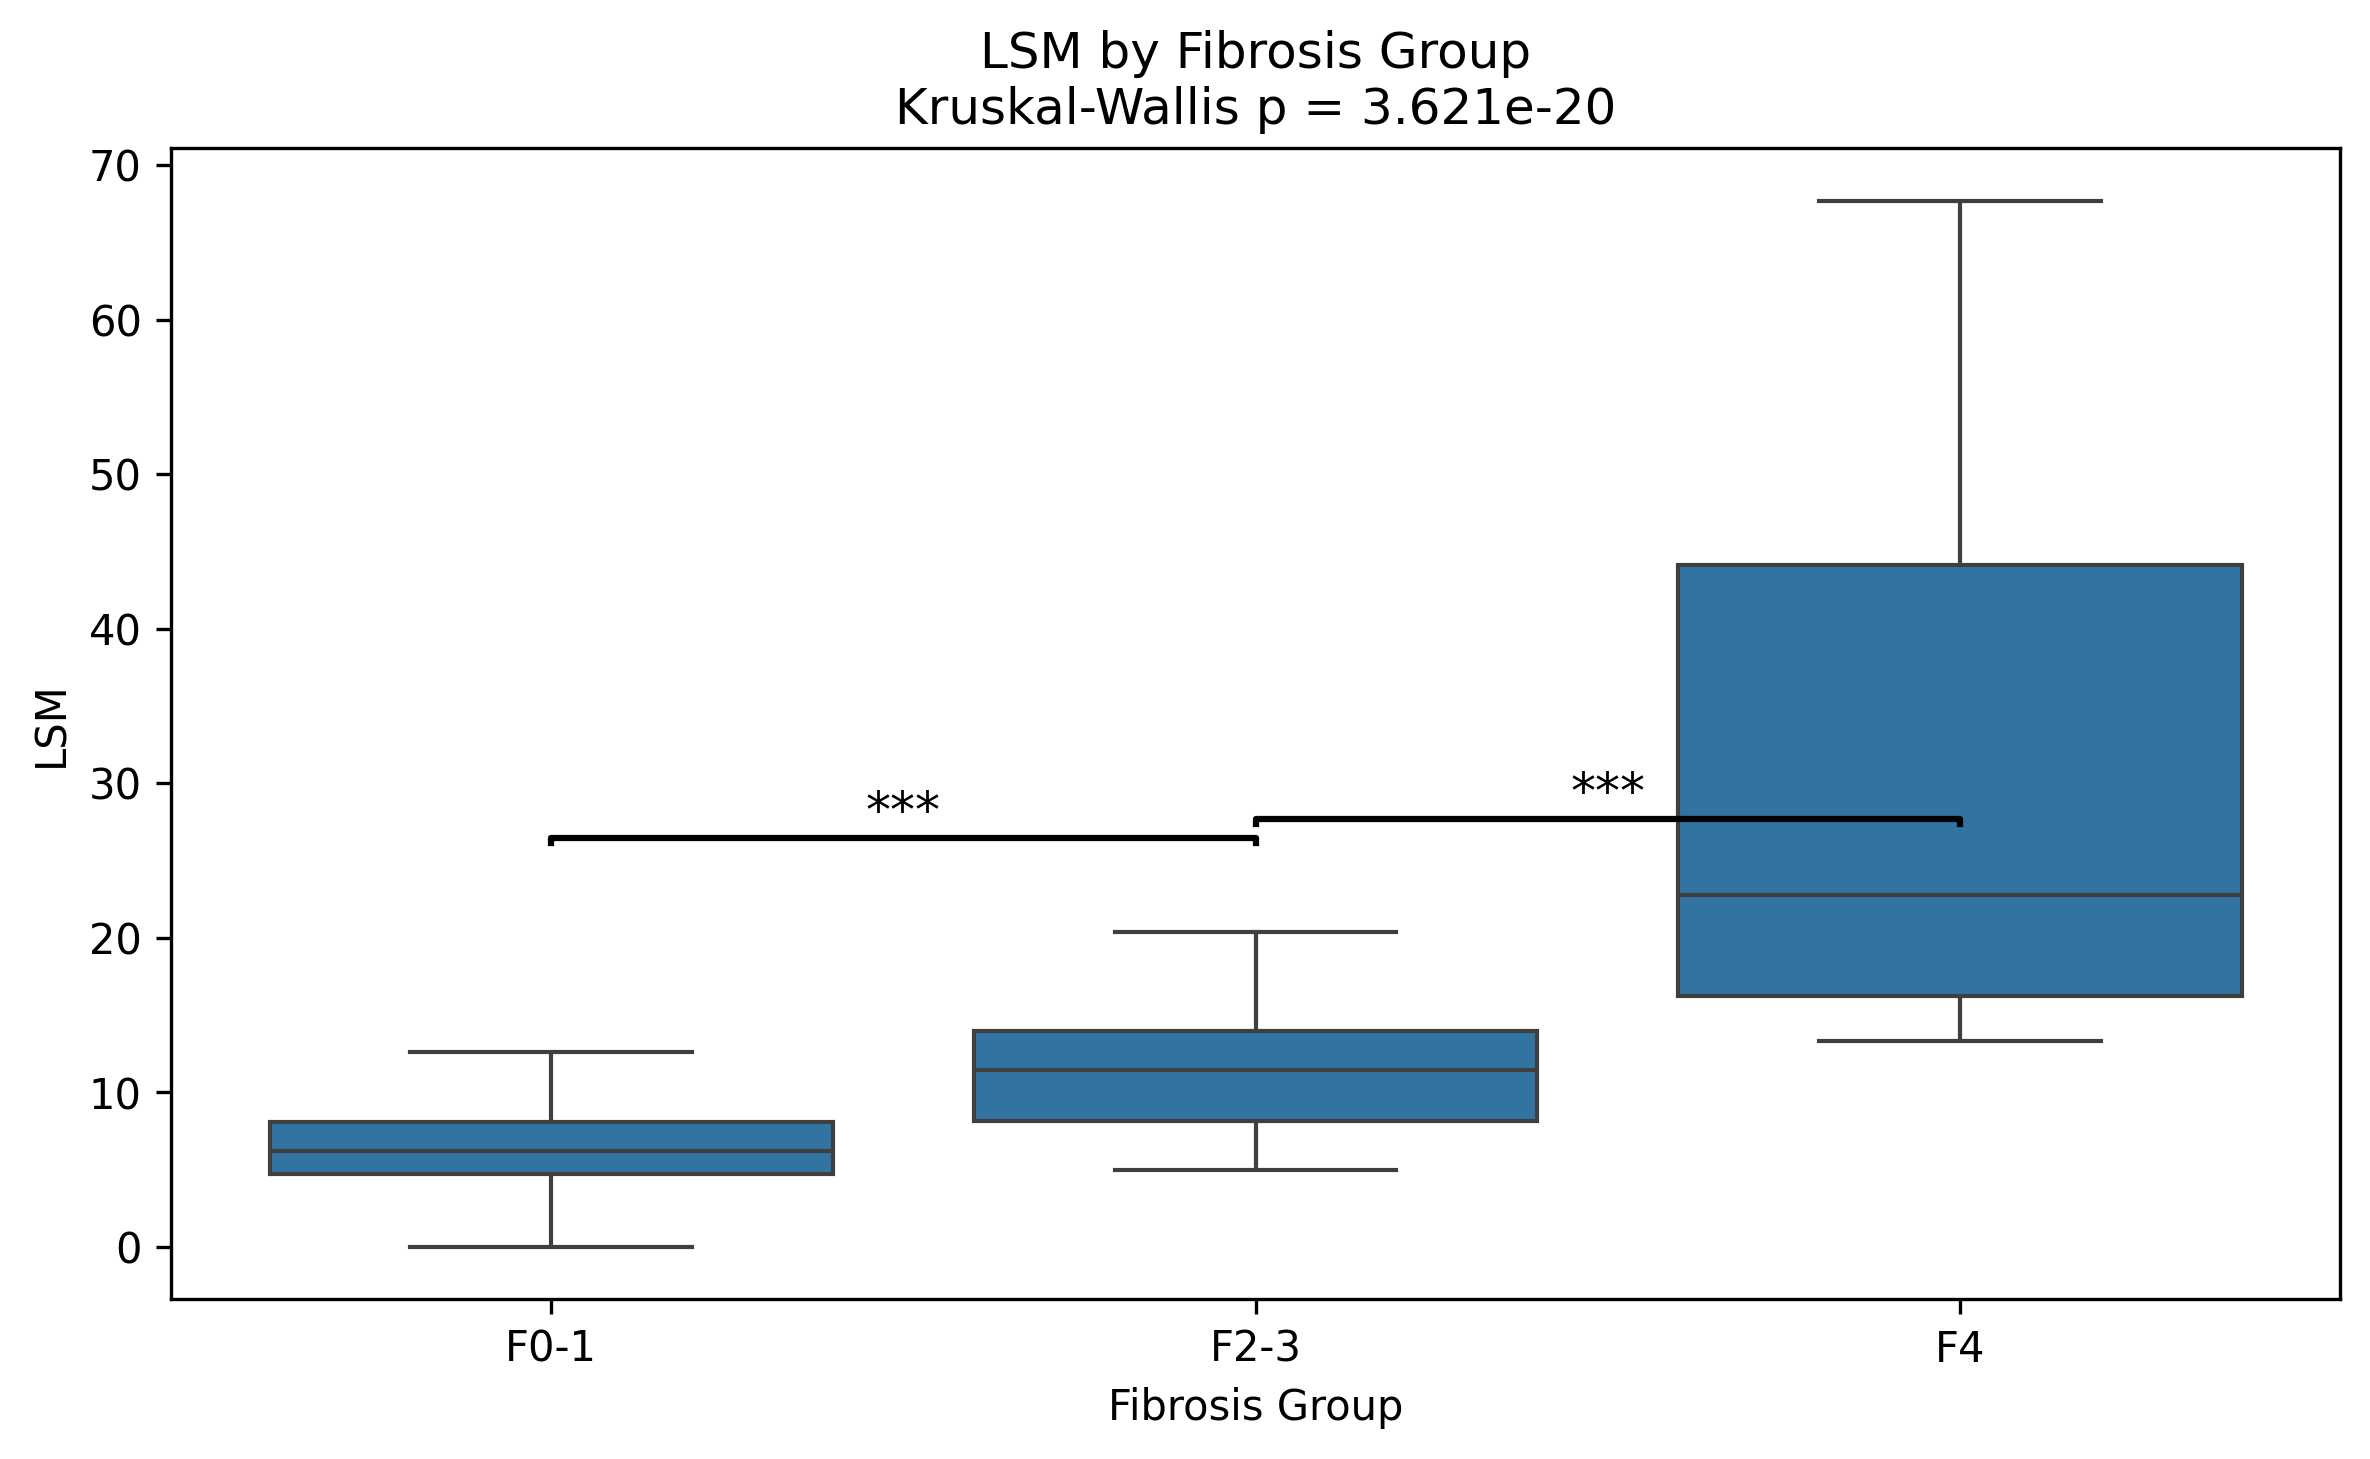 LSM by Fibrosis Group
Kruskal-Wallis p = 3.621e-20
70
60
50
40
30
20
10
0
LSM
***
***
F0-1
F2-3
F4
Fibrosis Group